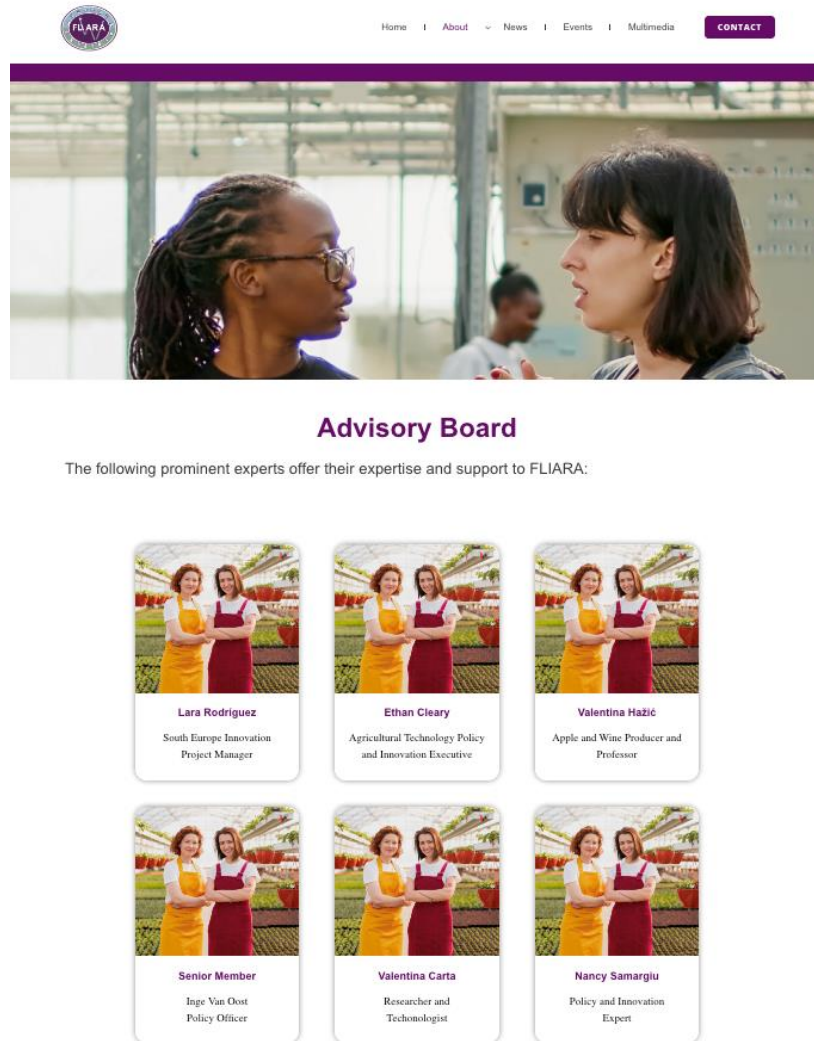 FLIARA
Home
About
News
Events
Multimedia
CONTACT
Advisory Board
The following prominent experts offer their expertise and support to FLIARA:
Lara Rodríguez
South Europe Innovation
Project Manager
Ethan Cleary
Agricultural Technology Policy
and Innovation Executive
Valentina Hažić
Apple and Wine Producer and
Professor
Senior Member
Inge Van Oost
Policy Officer
Valentina Carta
Researcher and
Techonologist
Nancy Samargiu
Policy and Innovation
Expert